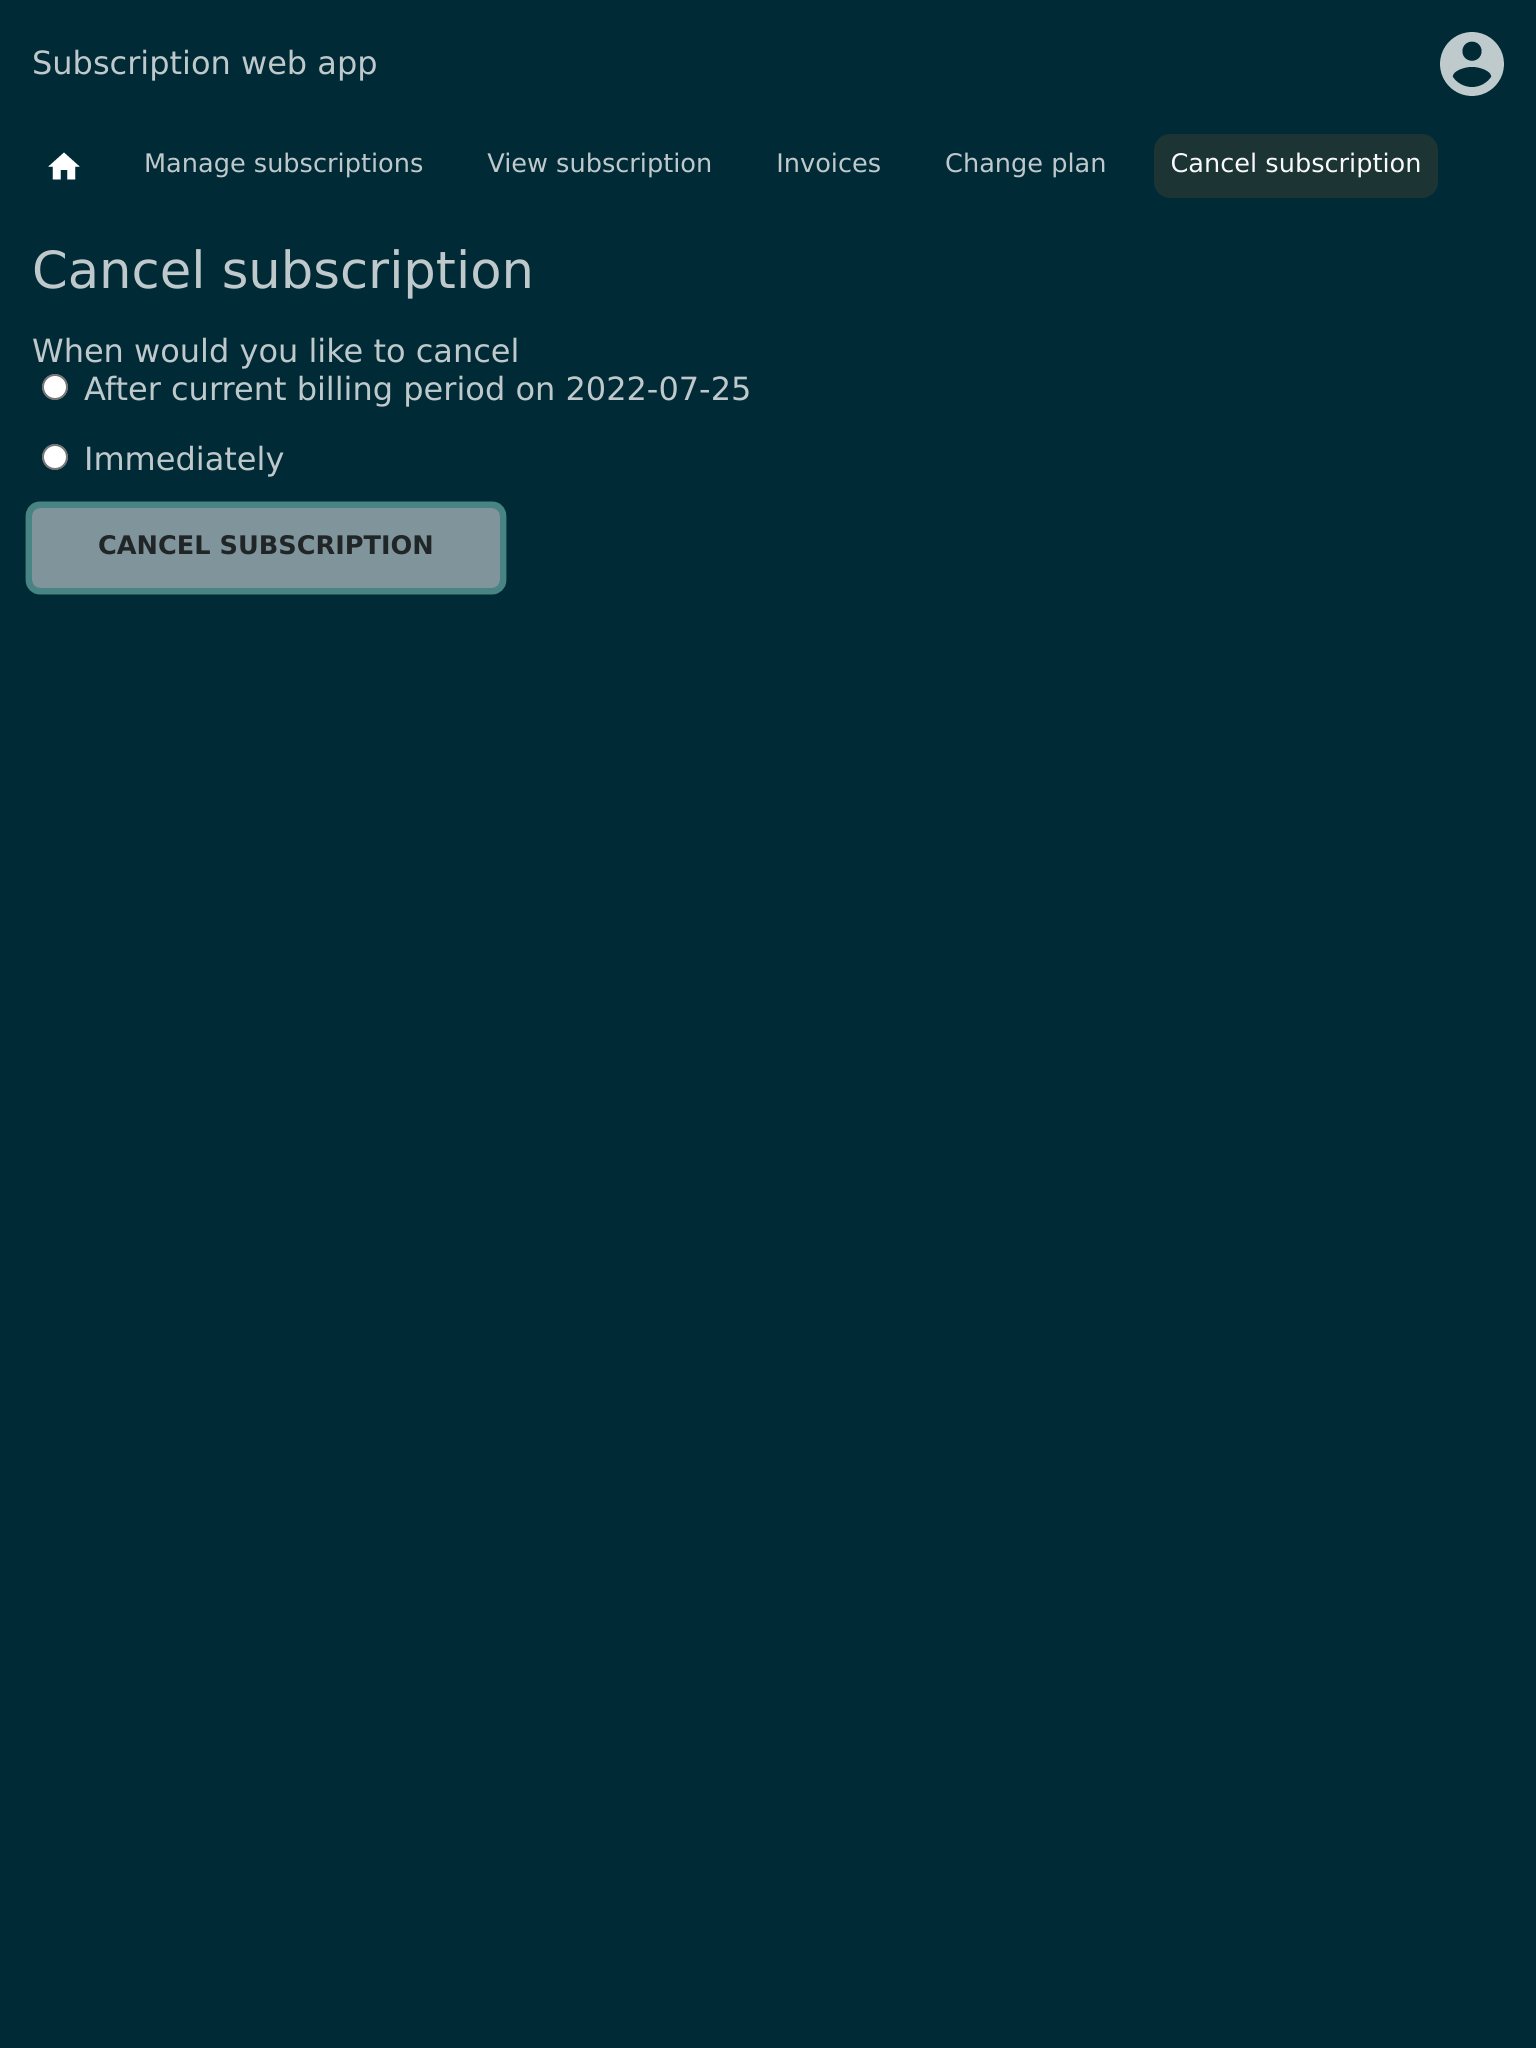 Subscription web app
Manage subscriptions View subscription Invoices Change plan Cancel subscription
Cancel subscription
When would you like to cancel
After current billing period on 2022-07-25
Immediately
CANCEL SUBSCRIPTION